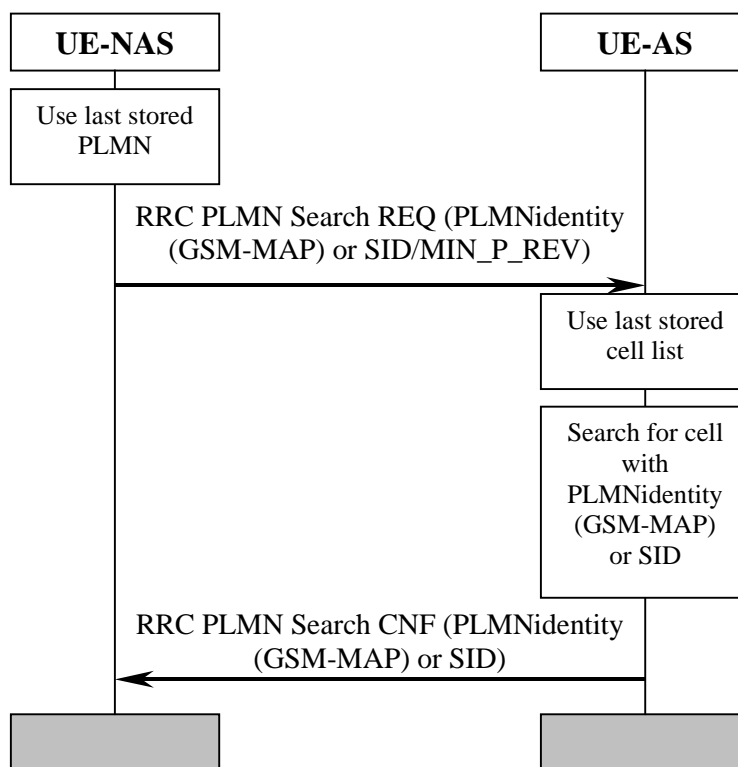 UE-NAS
UE-AS
Use last stored
PLMN
RRC PLMN Search REQ (PLMNidentity
(GSM-MAP) or SID/MIN_P_REV)
Use last stored
cell list
Search for cell
with
PLMNidentity
(GSM-MAP)
or SID
RRC PLMN Search CNF (PLMNidentity
(GSM-MAP) or SID)